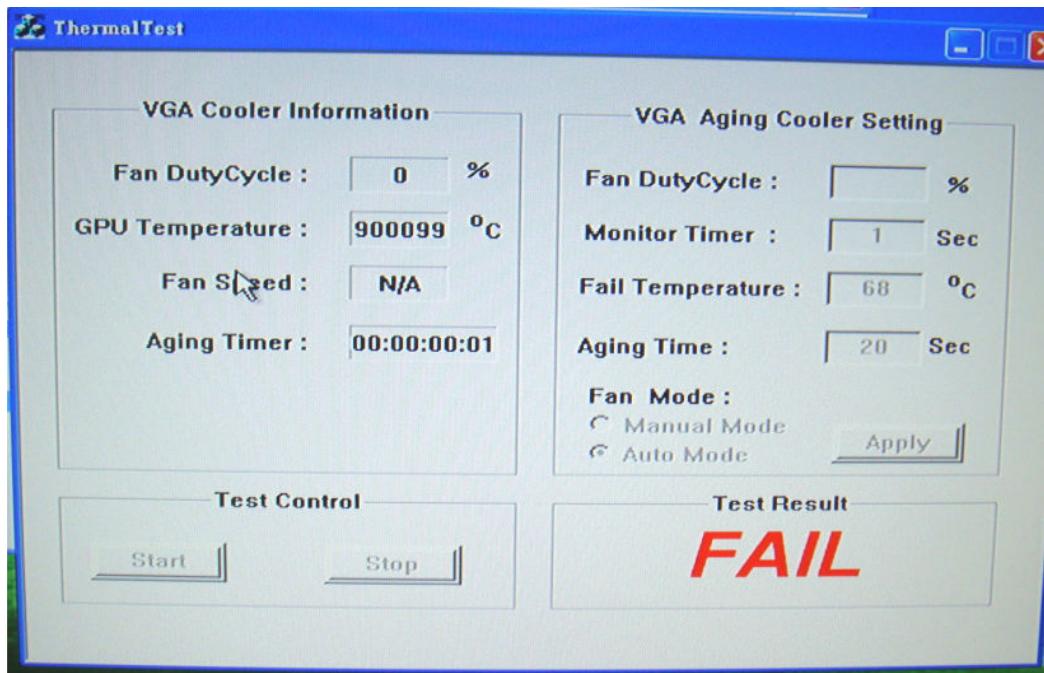 ThermalTest
VGA Cooler Information
Fan DutyCycle : 0 %
GPU Temperature : 900099 °C
Fan Speed : N/A
Aging Timer : 00:00:00:01
VGA Aging Cooler Setting
Fan DutyCycle : %
Monitor Timer : 1 Sec
Fail Temperature : 68 °C
Aging Time : 20 Sec
Fan Mode :
Manual Mode
Auto Mode
Apply
Test Control
Start Stop
Test Result
FAIL